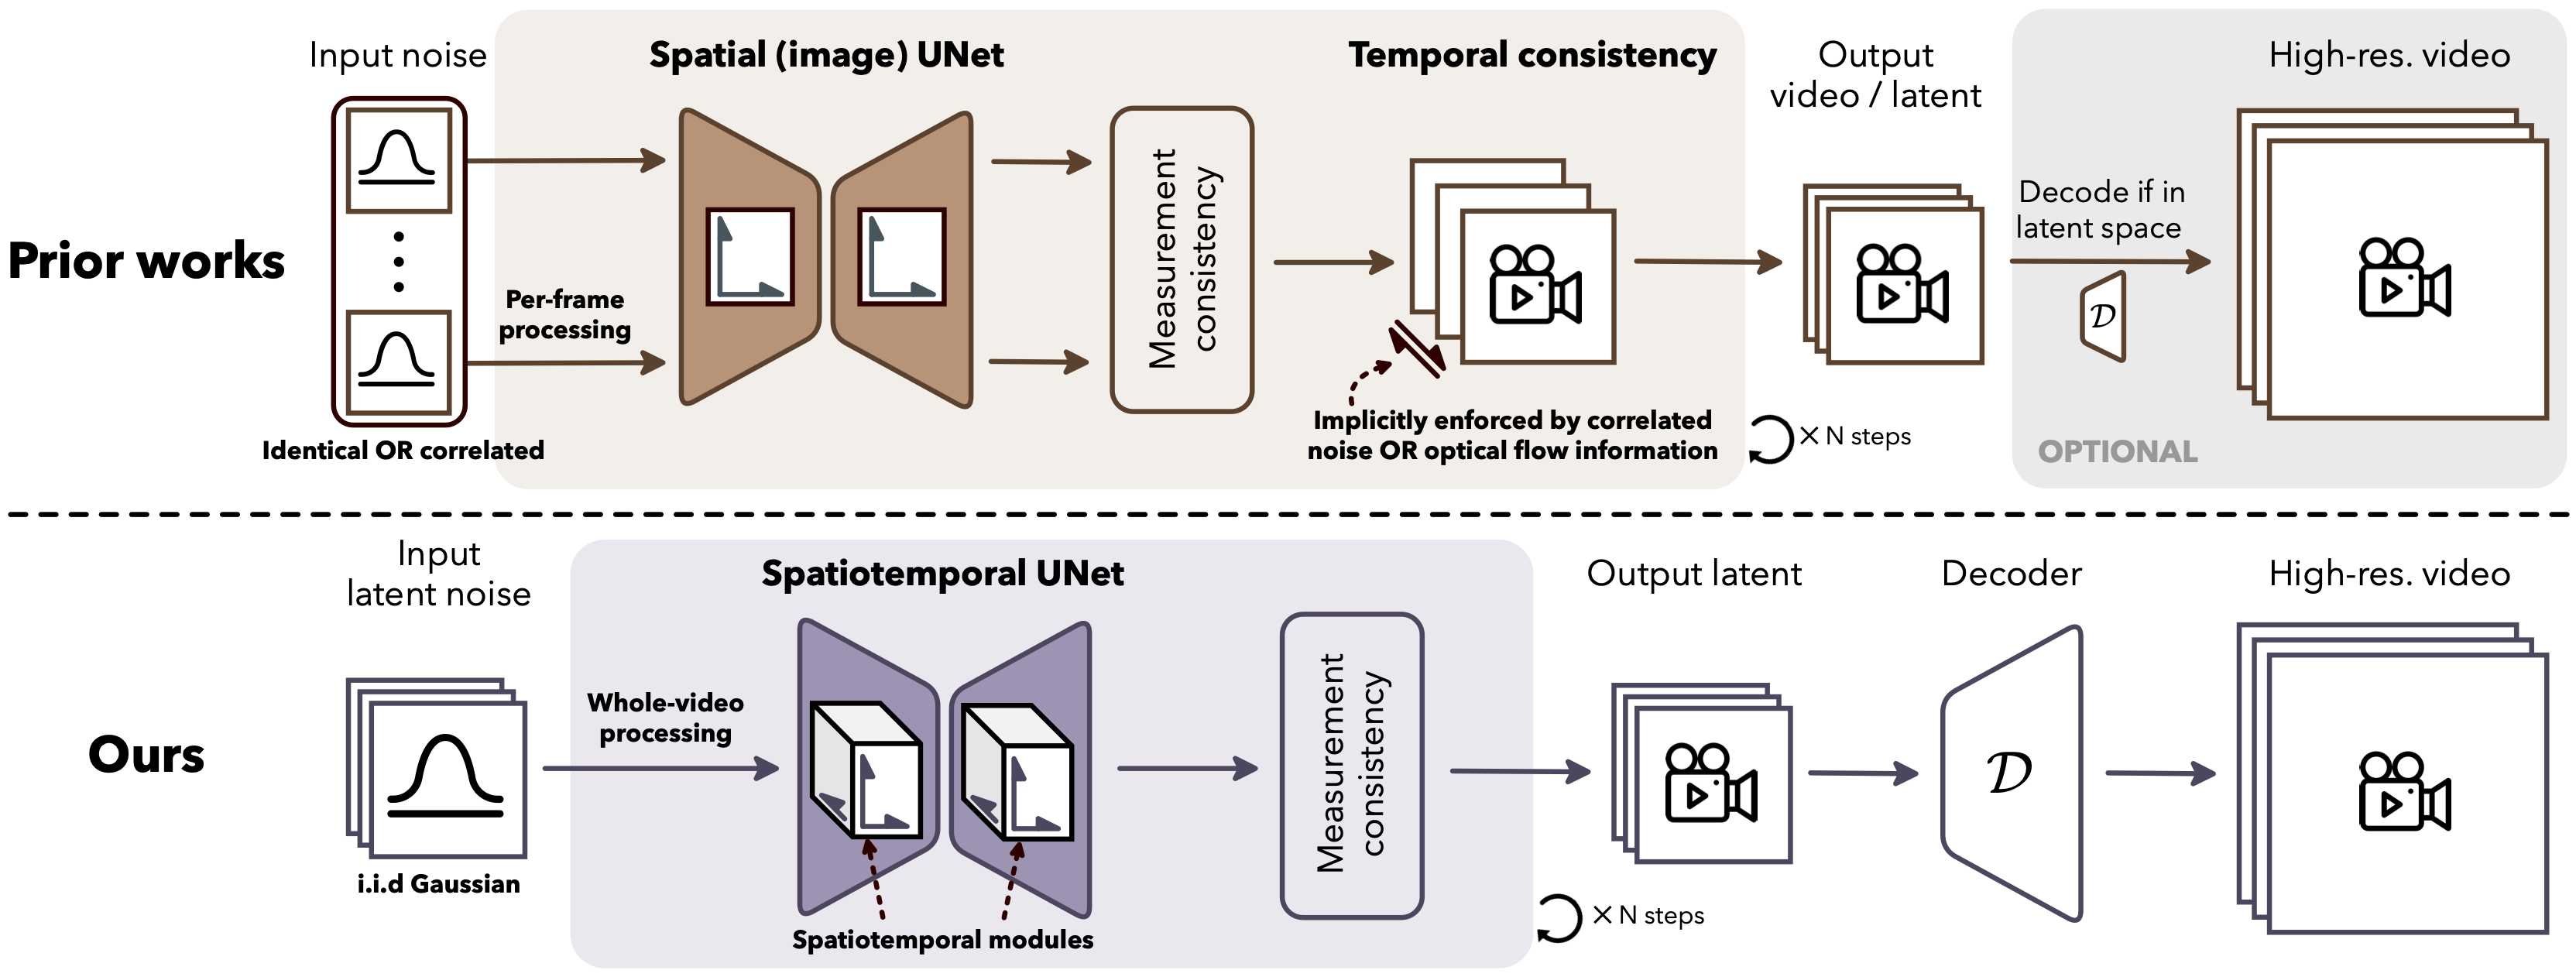 Input noise
Spatial (image) UNet
Temporal consistency
Output
video / latent
High-res. video
Prior works
Per-frame
processing
Identical OR correlated
Measurement
consistency
Implicitly enforced by correlated
noise OR optical flow information
× N steps
Decode if in
latent space
𝒟
OPTIONAL
Input
latent noise
Spatiotemporal UNet
Output latent
Decoder
High-res. video
Ours
i.i.d Gaussian
Whole-video
processing
Spatiotemporal modules
Measurement
consistency
× N steps
𝒟